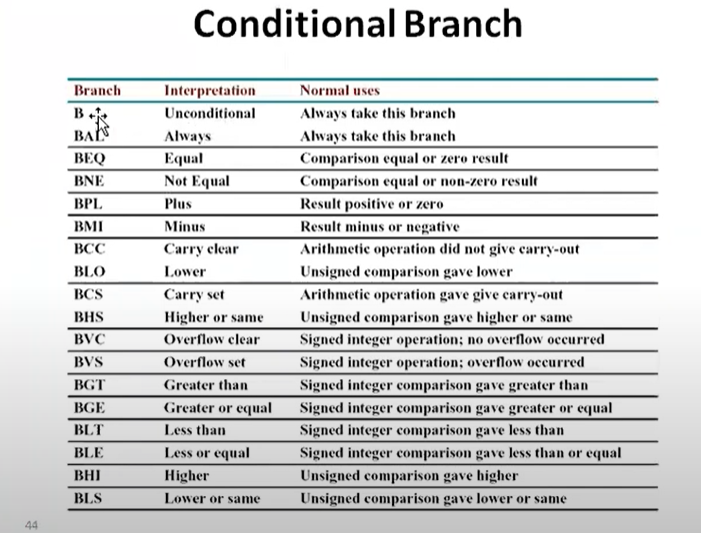 Conditional Branch
Branch Interpretation Normal uses
B Unconditional Always take this branch
BAL Always Always take this branch
BEQ Equal Comparison equal or zero result
BNE Not Equal Comparison equal or non-zero result
BPL Plus Result positive or zero
BMI Minus Result minus or negative
BCC Carry clear Arithmetic operation did not give carry-out
BLO Lower Unsigned comparison gave lower
BCS Carry set Arithmetic operation gave give carry-out
BHS Higher or same Unsigned comparison gave higher or same
BVC Overflow clear Signed integer operation; no overflow occurred
BVS Overflow set Signed integer operation; overflow occurred
BGT Greater than Signed integer comparison gave greater than
BGE Greater or equal Signed integer comparison gave greater or equal
BLT Less than Signed integer comparison gave less than
BLE Less or equal Signed integer comparison gave less than or equal
BHI Higher Unsigned comparison gave higher
BLS Lower or same Unsigned comparison gave lower or same
44